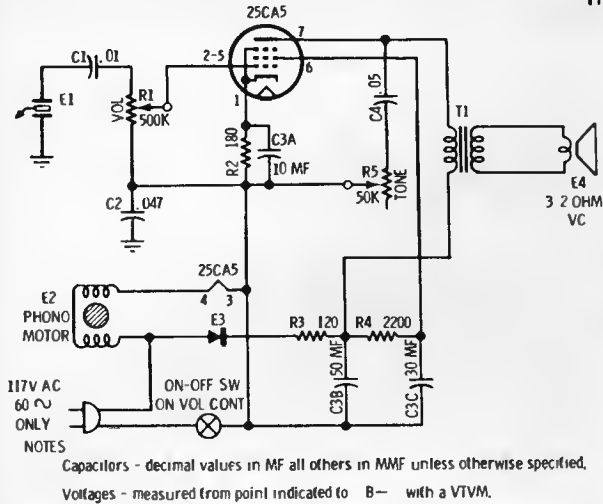 25CA5
7
2-5
6
1
C1 .01
E1
VOL
R1
500K
R2 180
C3A
10 MF
C4 .05
T1
R5
50K
TONE
E4
3 2 OHM
VC
C2 .047
E2
PHONO
MOTOR
25CA5
4 3
E3
R3 120
R4 2200
C3B 50 MF
C3C 30 MF
117V AC
60 ~
ONLY
ON-OFF SW
ON VOL CONT
NOTES
Capacitors - decimal values in MF all others in MMF unless otherwise specified.
Voltages - measured from point indicated to B— with a VTVM.